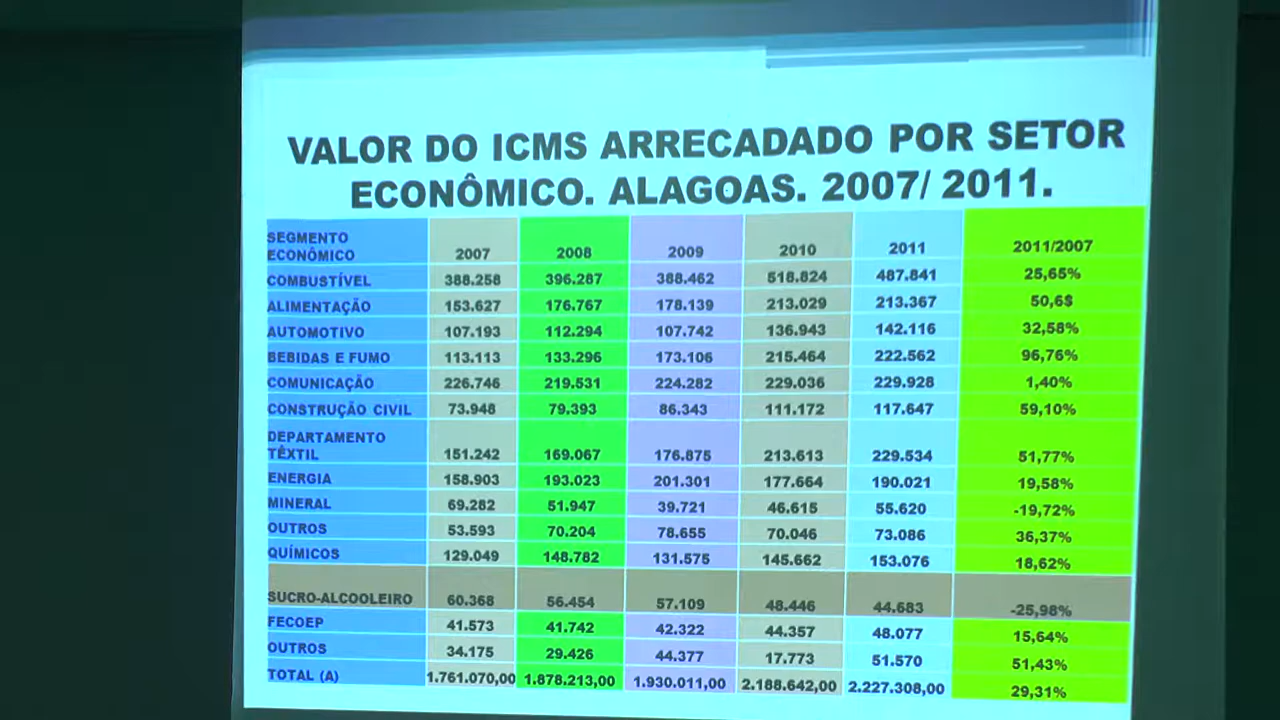 VALOR DO ICMS ARRECADADO POR SETOR
ECONÔMICO. ALAGOAS. 2007/ 2011.
SEGMENTO
ECONÔMICO 2007 2008 2009 2010 2011 2011/2007
COMBUSTÍVEL 388.258 396.287 388.462 518.824 487.841 25,65%
ALIMENTAÇÃO 153.627 176.767 178.139 213.029 213.367 50,6$
AUTOMOTIVO 107.193 112.294 107.742 136.943 142.116 32,58%
BEBIDAS E FUMO 113.113 133.296 173.106 215.464 222.562 96,76%
COMUNICAÇÃO 226.746 219.531 224.282 229.036 229.928 1,40%
CONSTRUÇÃO CIVIL 73.948 79.393 86.343 111.172 117.647 59,10%
DEPARTAMENTO
TÊXTIL 151.242 169.067 176.875 213.613 229.534 51,77%
ENERGIA 158.903 193.023 201.301 177.664 190.021 19,58%
MINERAL 69.282 51.947 39.721 46.615 55.620 -19,72%
OUTROS 53.593 70.204 78.655 70.046 73.086 36,37%
QUÍMICOS 129.049 148.782 131.575 145.662 153.076 18,62%
SUCRO-ALCOOLEIRO 60.368 56.454 57.109 48.446 44.683 -25,98%
FECOEP 41.573 41.742 42.322 44.357 48.077 15,64%
OUTROS 34.175 29.426 44.377 17.773 51.570 51,43%
TOTAL (A) 1.761.070,00 1.878.213,00 1.930.011,00 2.188.642,00 2.227.308,00 29,31%